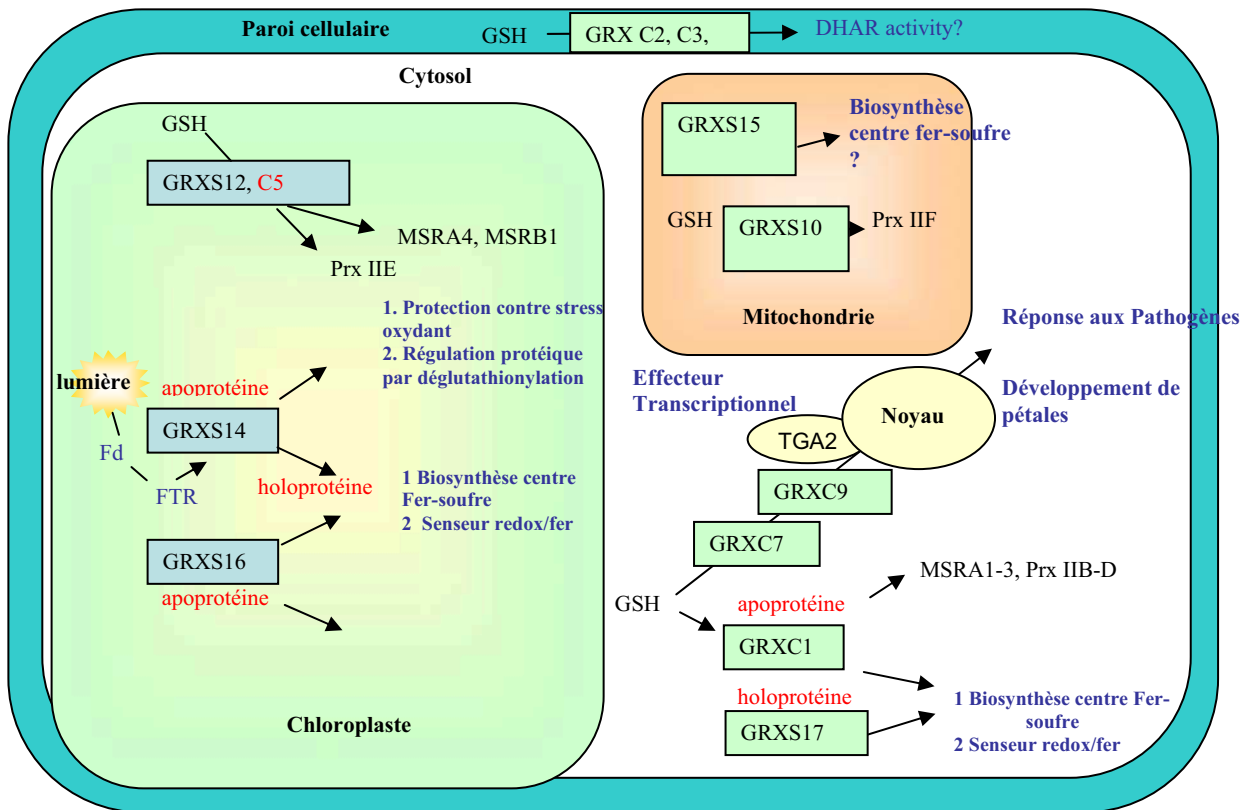 Paroi cellulaire
GSH
GRX C2, C3,
DHAR activity?
Cytosol
GSH
GRXS12, C5
MSRA4, MSRB1
Prx IIE
1. Protection contre stress
oxydant
2. Régulation protéique
par déglutathionylation
lumière
apoprotéine
GRXS14
Fd
FTR
holoprotéine
1 Biosynthèse centre
Fer-soufre
2 Senseur redox/fer
GRXS16
apoprotéine
Chloroplaste
GRXS15
Biosynthèse
centre fer-soufre
?
GSH
GRXS10
Prx IIF
Mitochondrie
Réponse aux Pathogènes
Effecteur
Transcriptionnel
Développement de
pétales
Noyau
TGA2
GRXC9
GRXC7
GSH
MSRA1-3, Prx IIB-D
apoprotéine
GRXC1
holoprotéine
GRXS17
1 Biosynthèse centre Fer-
soufre
2 Senseur redox/fer